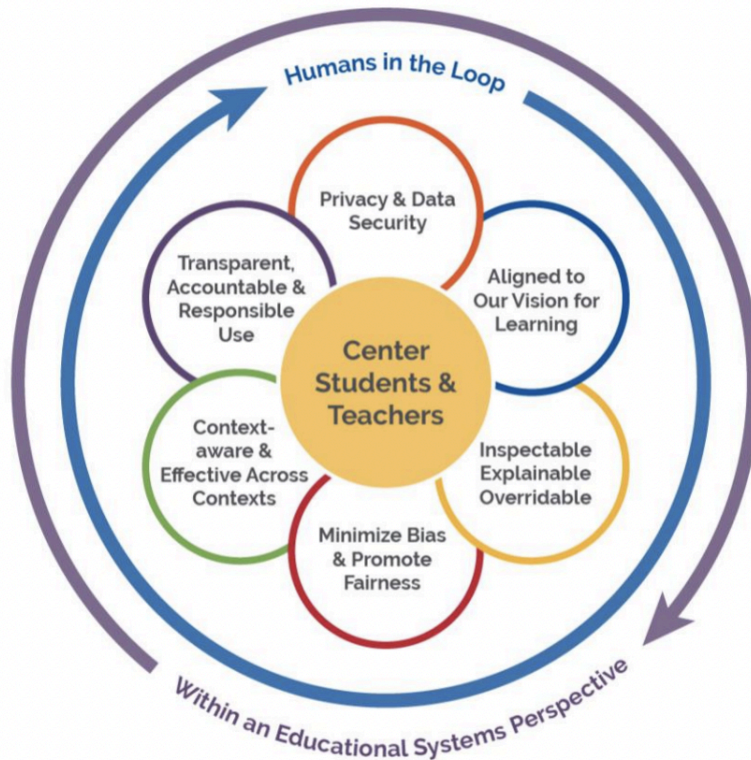 Humans in the Loop
Privacy & Data
Security
Aligned to
Our Vision for
Learning
Inspectable
Explainable
Overridable
Minimize Bias
& Promote
Fairness
Context-
aware &
Effective Across
Contexts
Transparent,
Accountable &
Responsible
Use
Center
Students &
Teachers
Within an Educational Systems Perspective